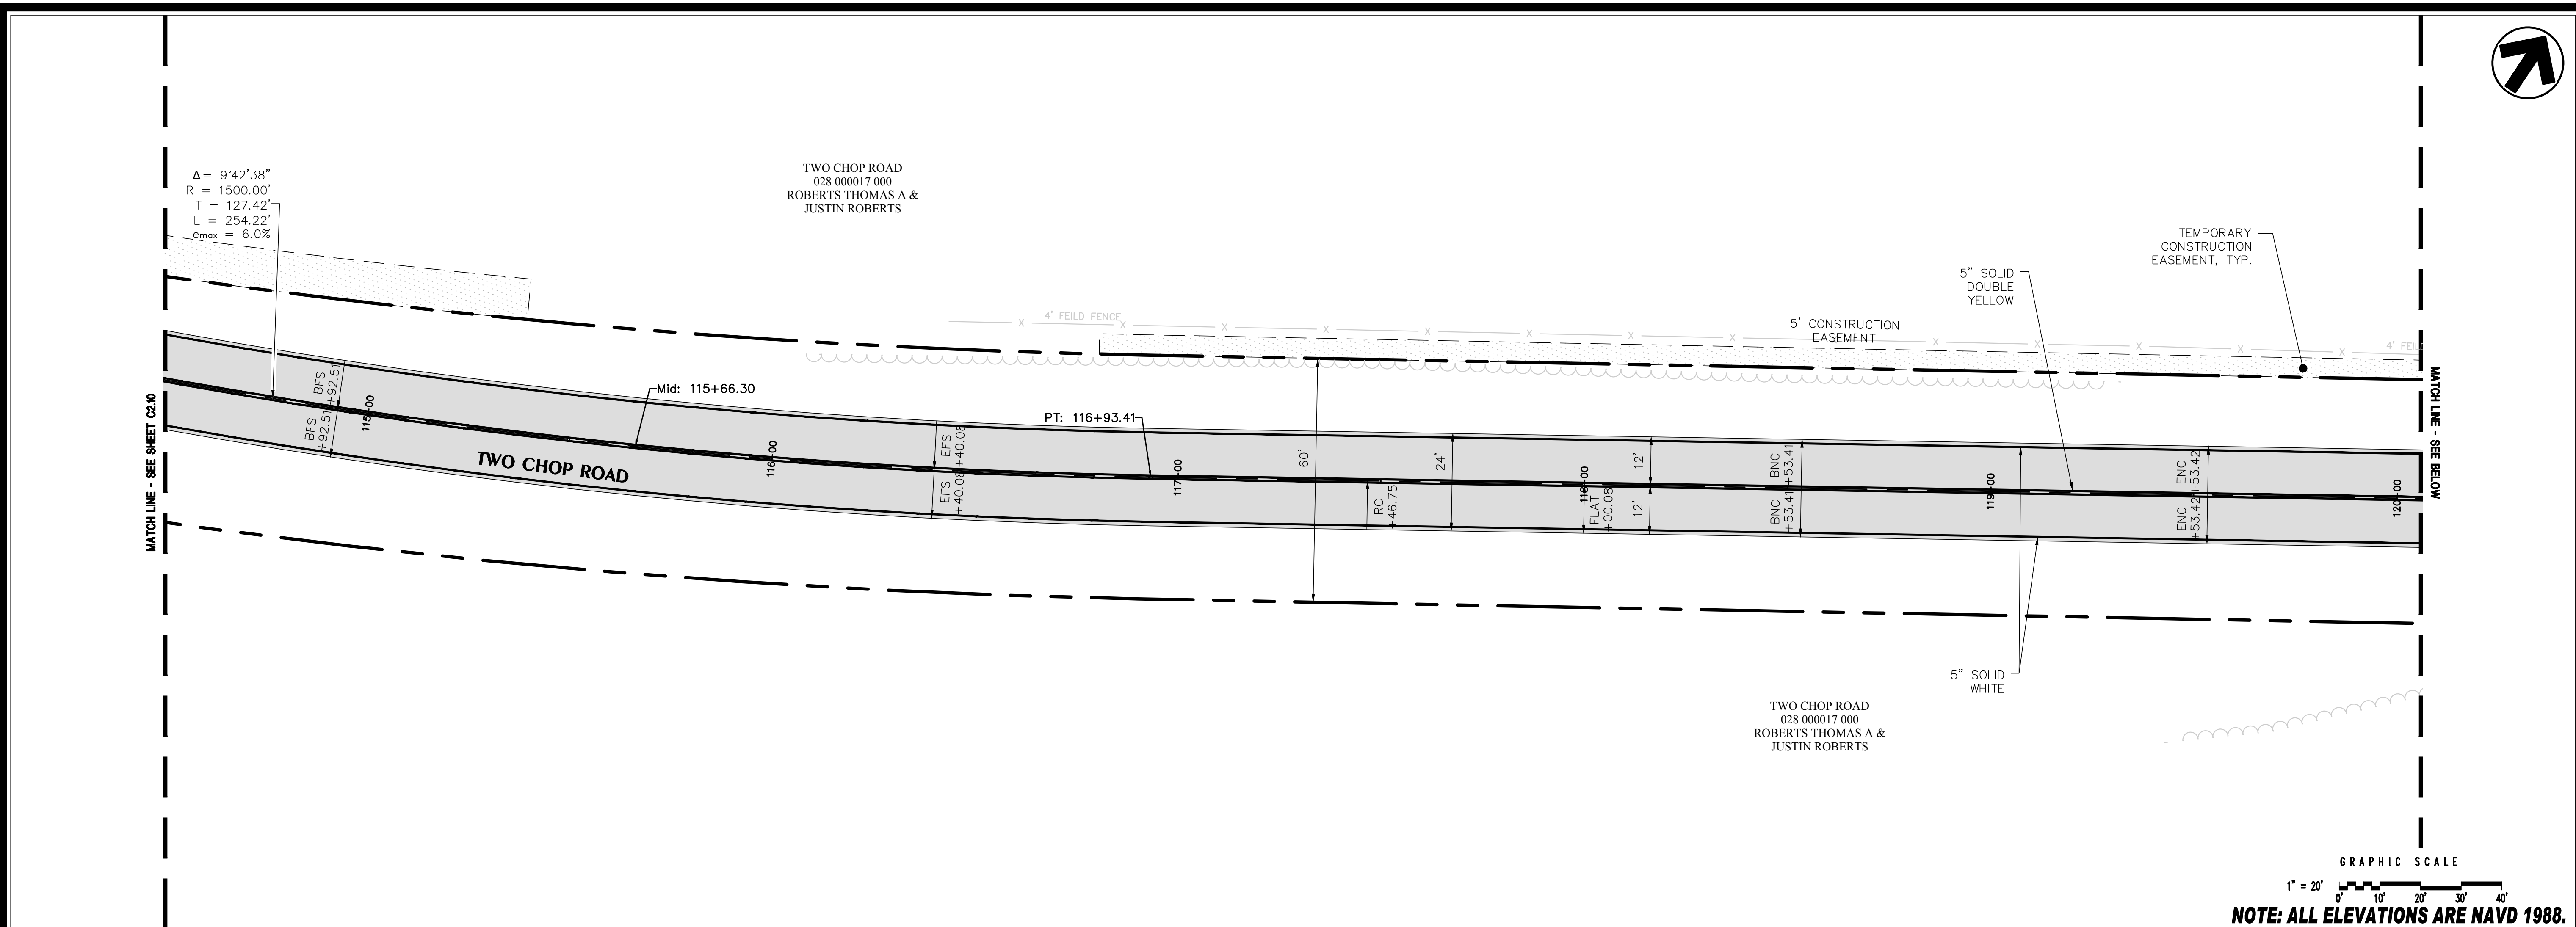 Δ= 9°42'38"
R = 1500.00'
T = 127.42'
L = 254.22'
emax = 6.0%
TWO CHOP ROAD
028 000017 000
ROBERTS THOMAS A &
JUSTIN ROBERTS
TEMPORARY
CONSTRUCTION
EASEMENT, TYP.
5" SOLID
DOUBLE
YELLOW
4' FEILD FENCE
5' CONSTRUCTION
EASEMENT
4' FEILD
MATCH LINE - SEE SHEET C2.10
MATCH LINE - SEE BELOW
BFS
+92.51
BFS
+92.51
115+00
Mid: 115+66.30
TWO CHOP ROAD
116+00
EFS
+40.08
EFS
+40.08
PT: 116+93.41
117+00
60'
RC
+46.75
24'
118+00
FLAT
+00.08
12'
12'
BNC
+53.41
BNC
+53.41
119+00
ENC
+53.42
ENC
+53.42
120+00
5" SOLID
WHITE
TWO CHOP ROAD
028 000017 000
ROBERTS THOMAS A &
JUSTIN ROBERTS
GRAPHIC SCALE
1" = 20'
0' 10' 20' 30' 40'
NOTE: ALL ELEVATIONS ARE NAVD 1988.